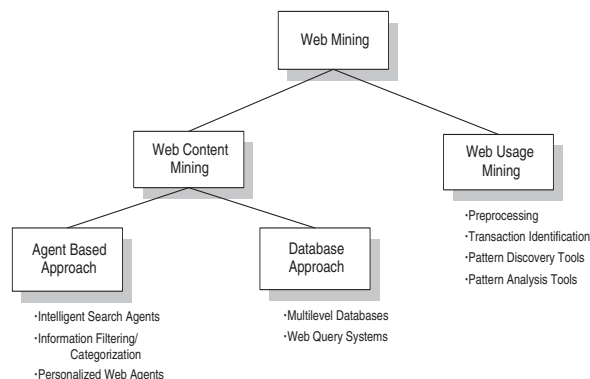 Web Mining
Web Content
Mining
Web Usage
Mining
·Preprocessing
·Transaction Identification
·Pattern Discovery Tools
·Pattern Analysis Tools
Agent Based
Approach
Database
Approach
·Intelligent Search Agents
·Information Filtering/
Categorization
·Personalized Web Agents
·Multilevel Databases
·Web Query Systems